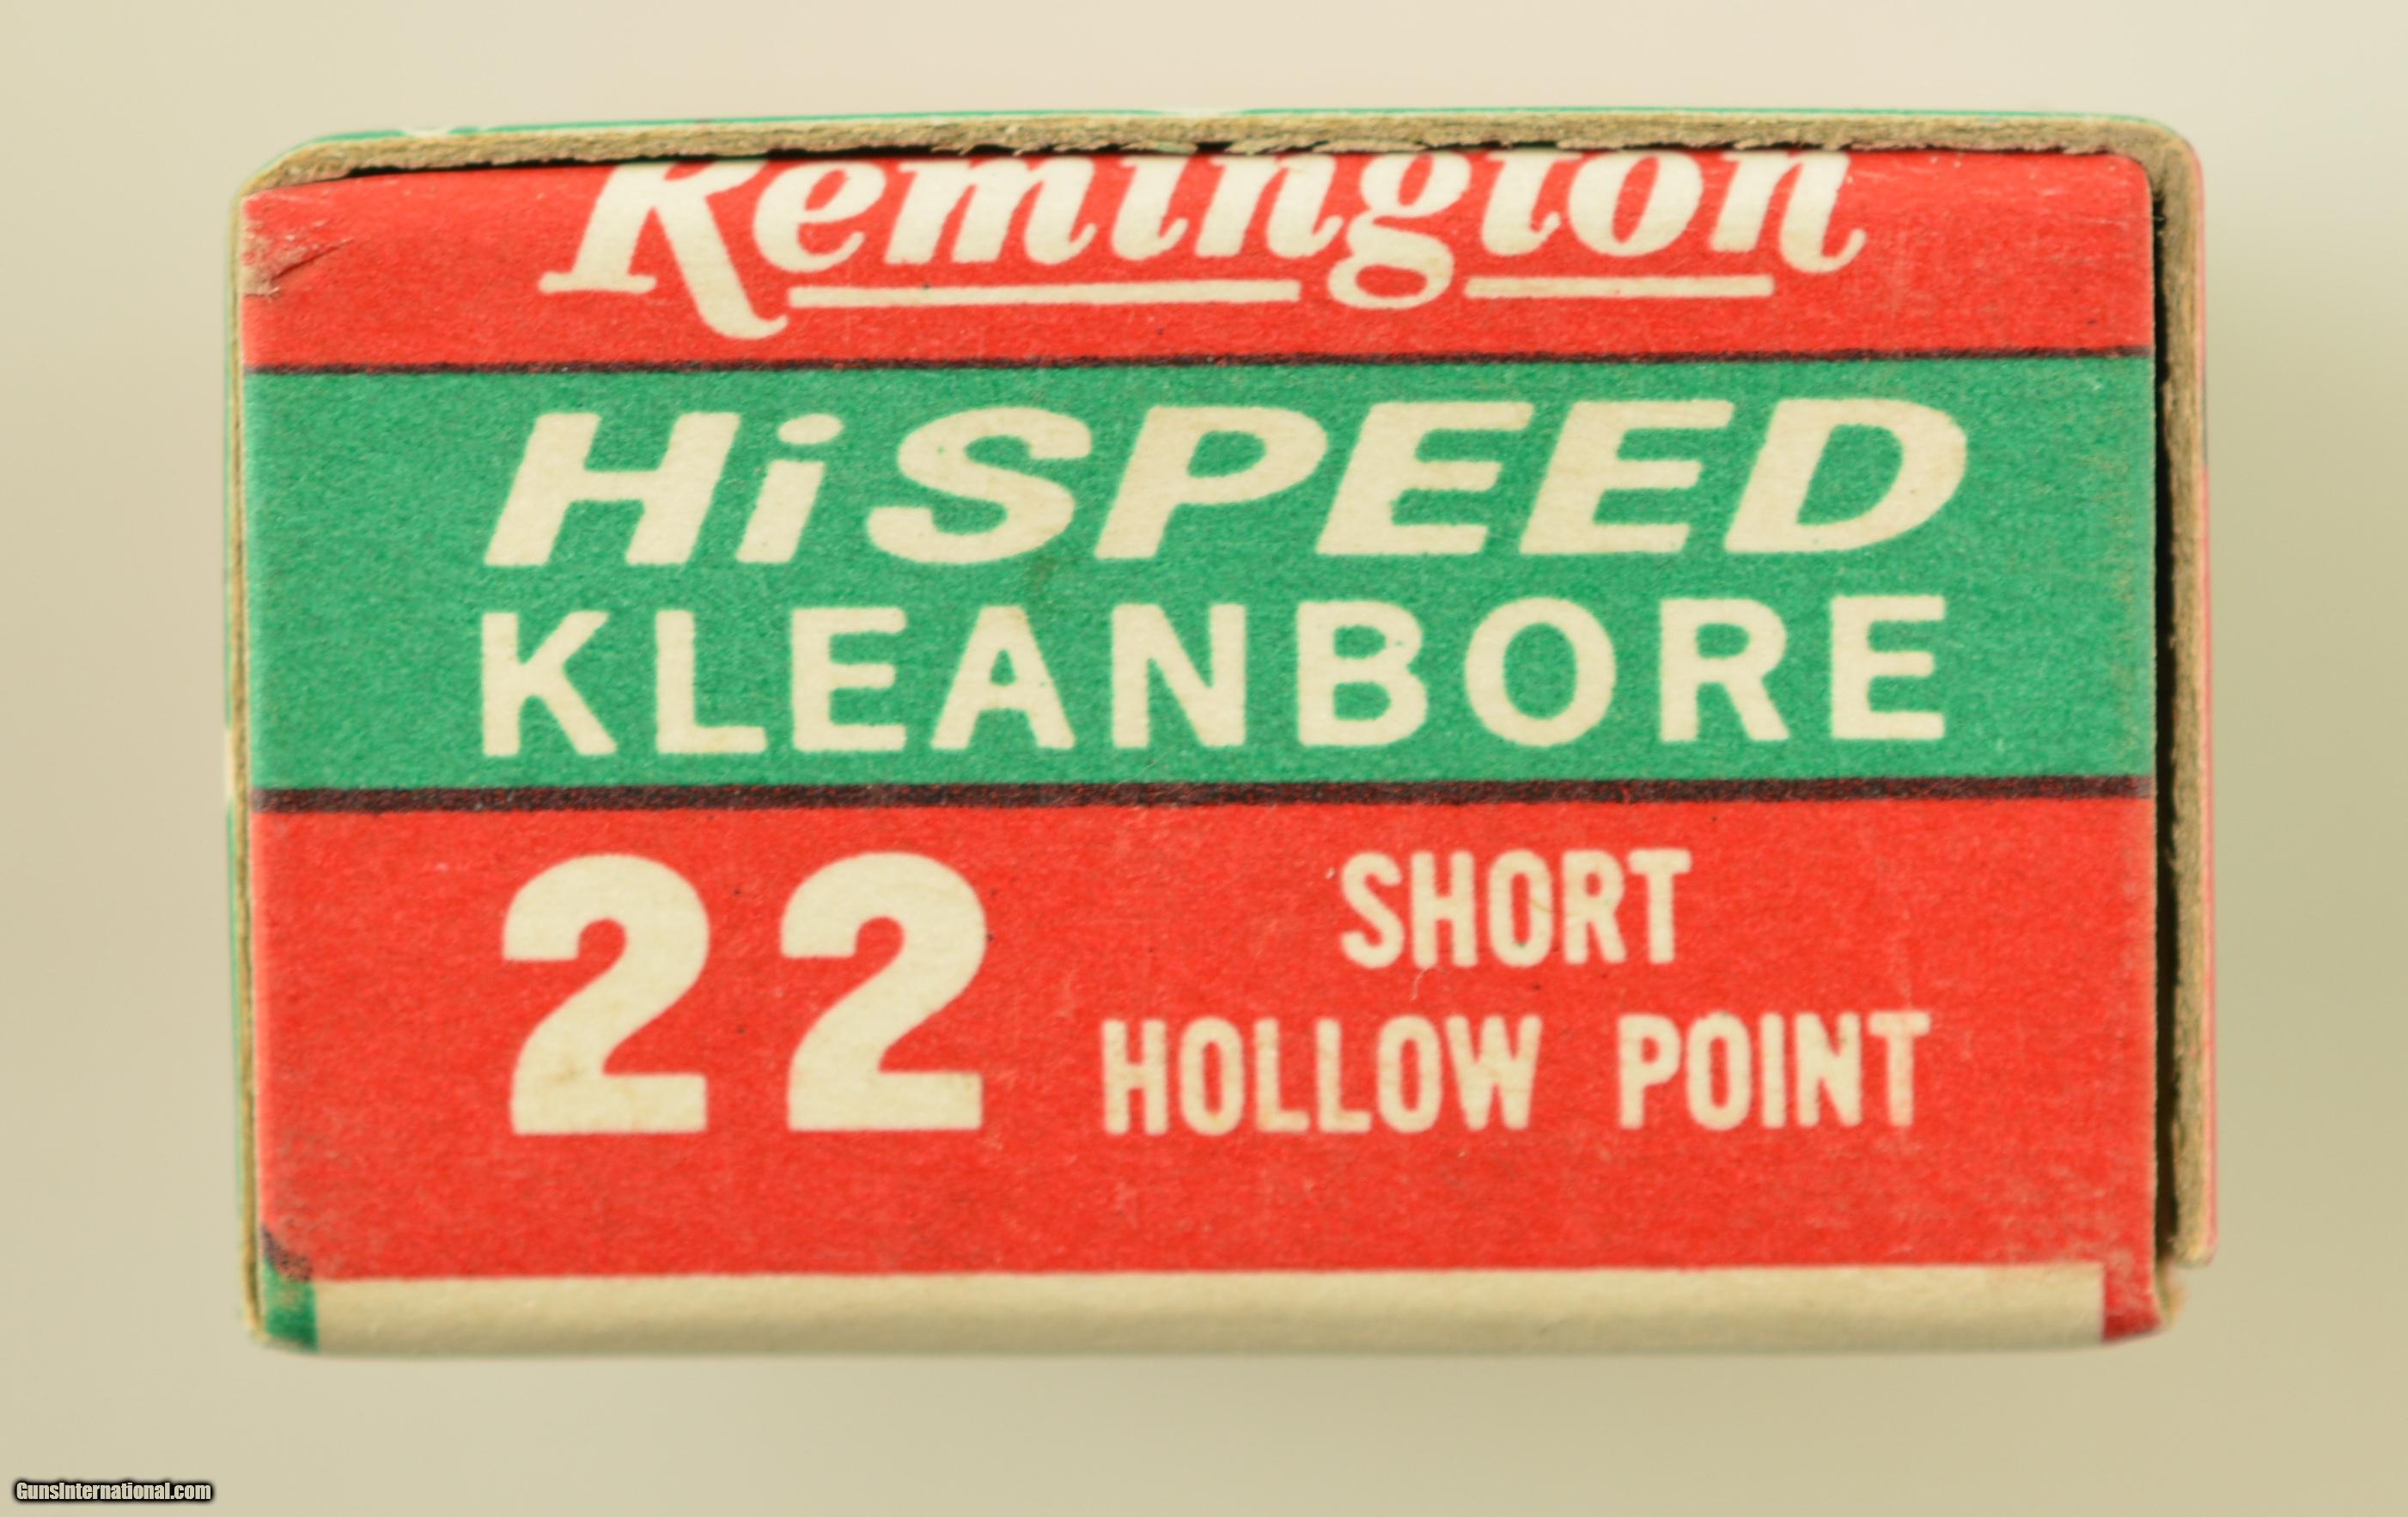 Remington
HiSPEED
KLEANBORE
22 SHORT
HOLLOW POINT
GunsInternational.com